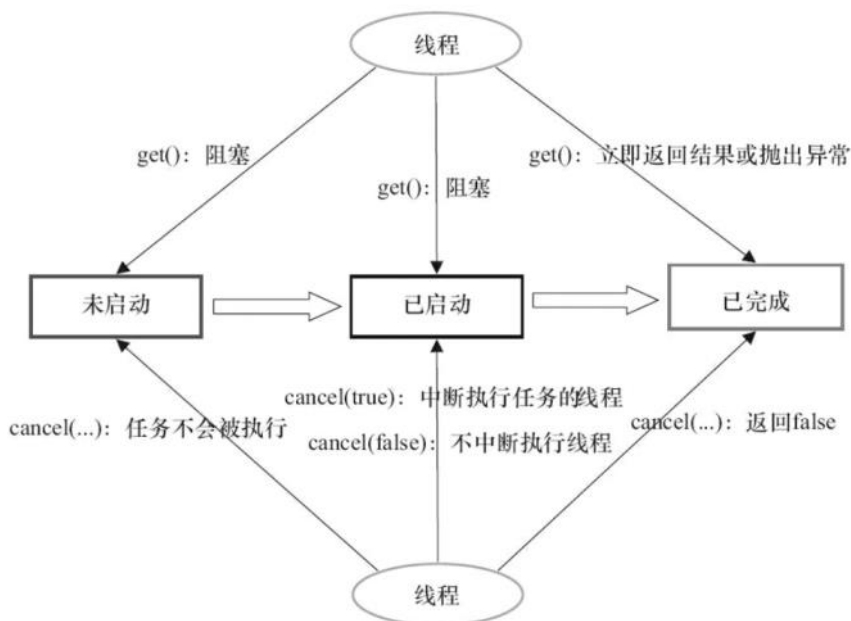 线程
get()：阻塞
get()：立即返回结果或抛出异常
get()：阻塞
未启动
已启动
已完成
cancel(true)：中断执行任务的线程
cancel(...)：任务不会被执行
cancel(false)：不中断执行线程
cancel(...)：返回false
线程